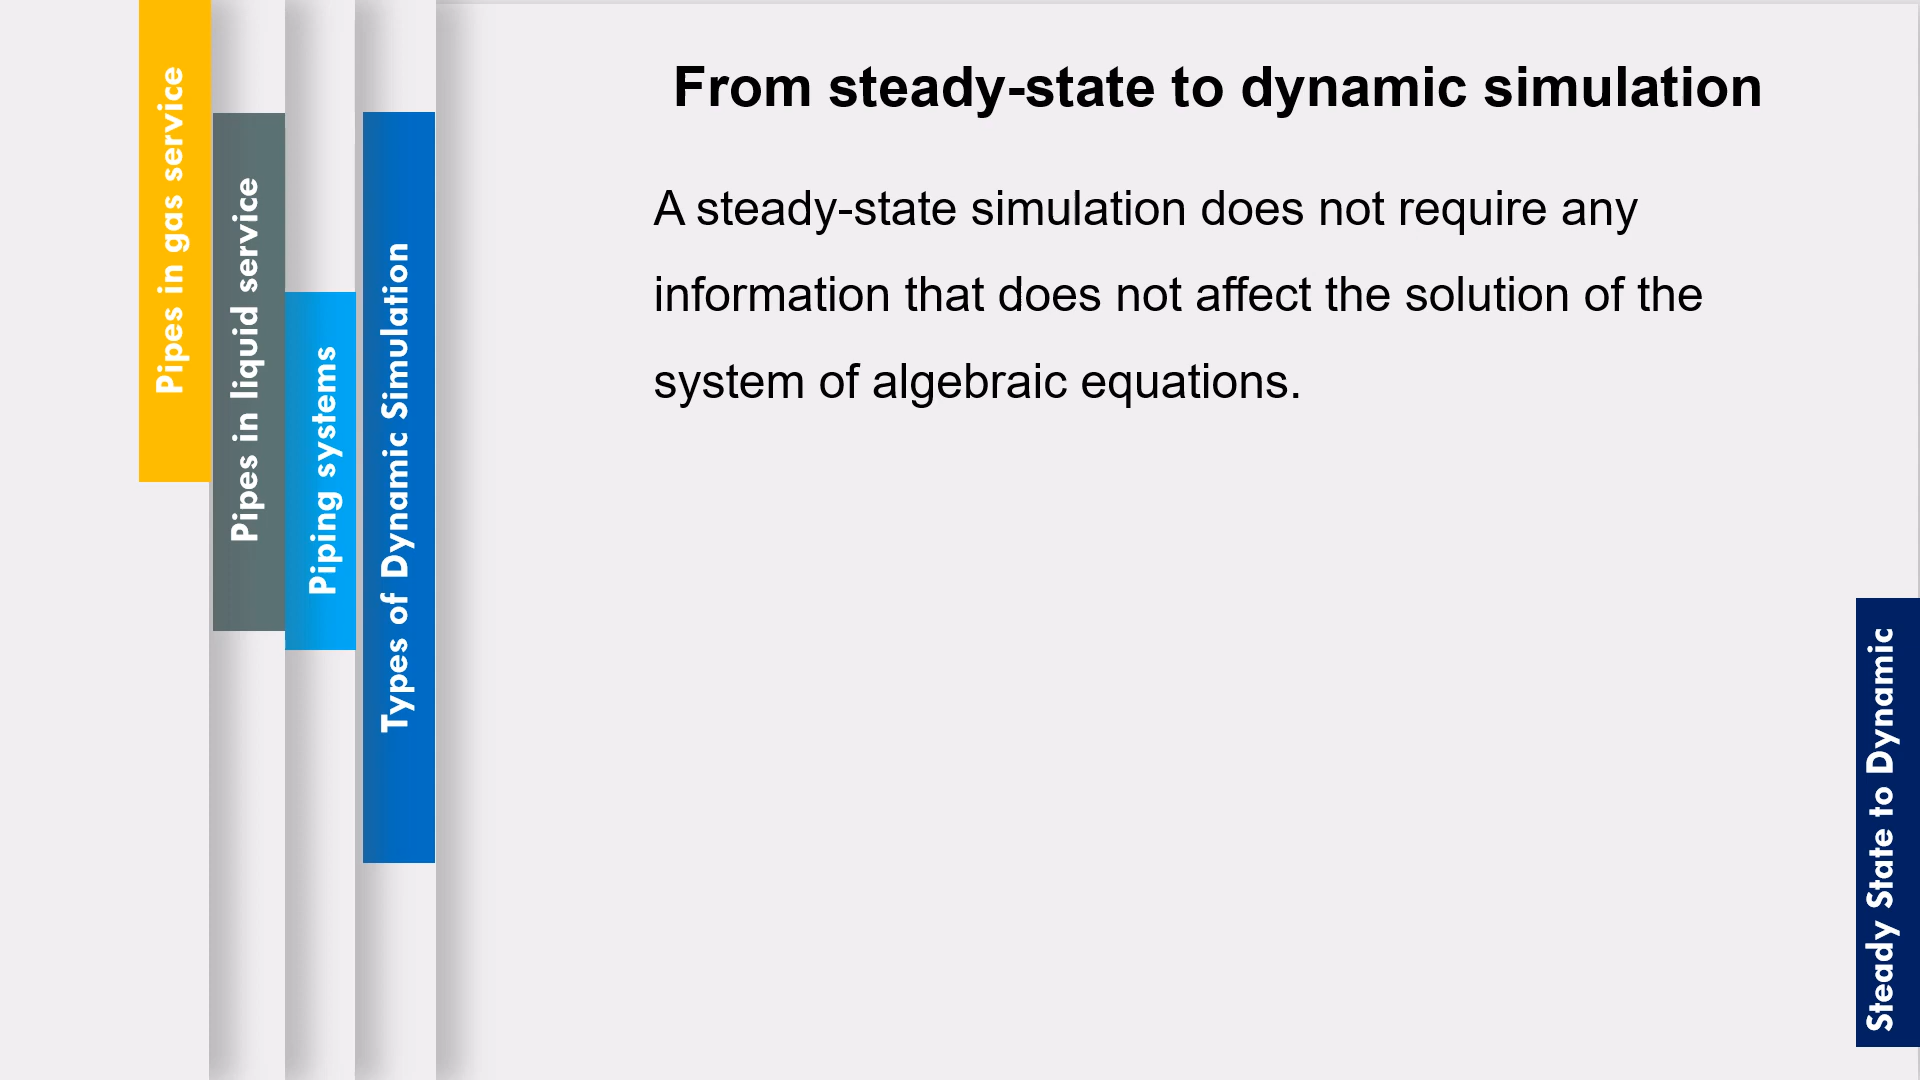 Pipes in gas service
Pipes in liquid service
Piping systems
Types of Dynamic Simulation
From steady-state to dynamic simulation
A steady-state simulation does not require any
information that does not affect the solution of the
system of algebraic equations.
Steady State to Dynamic